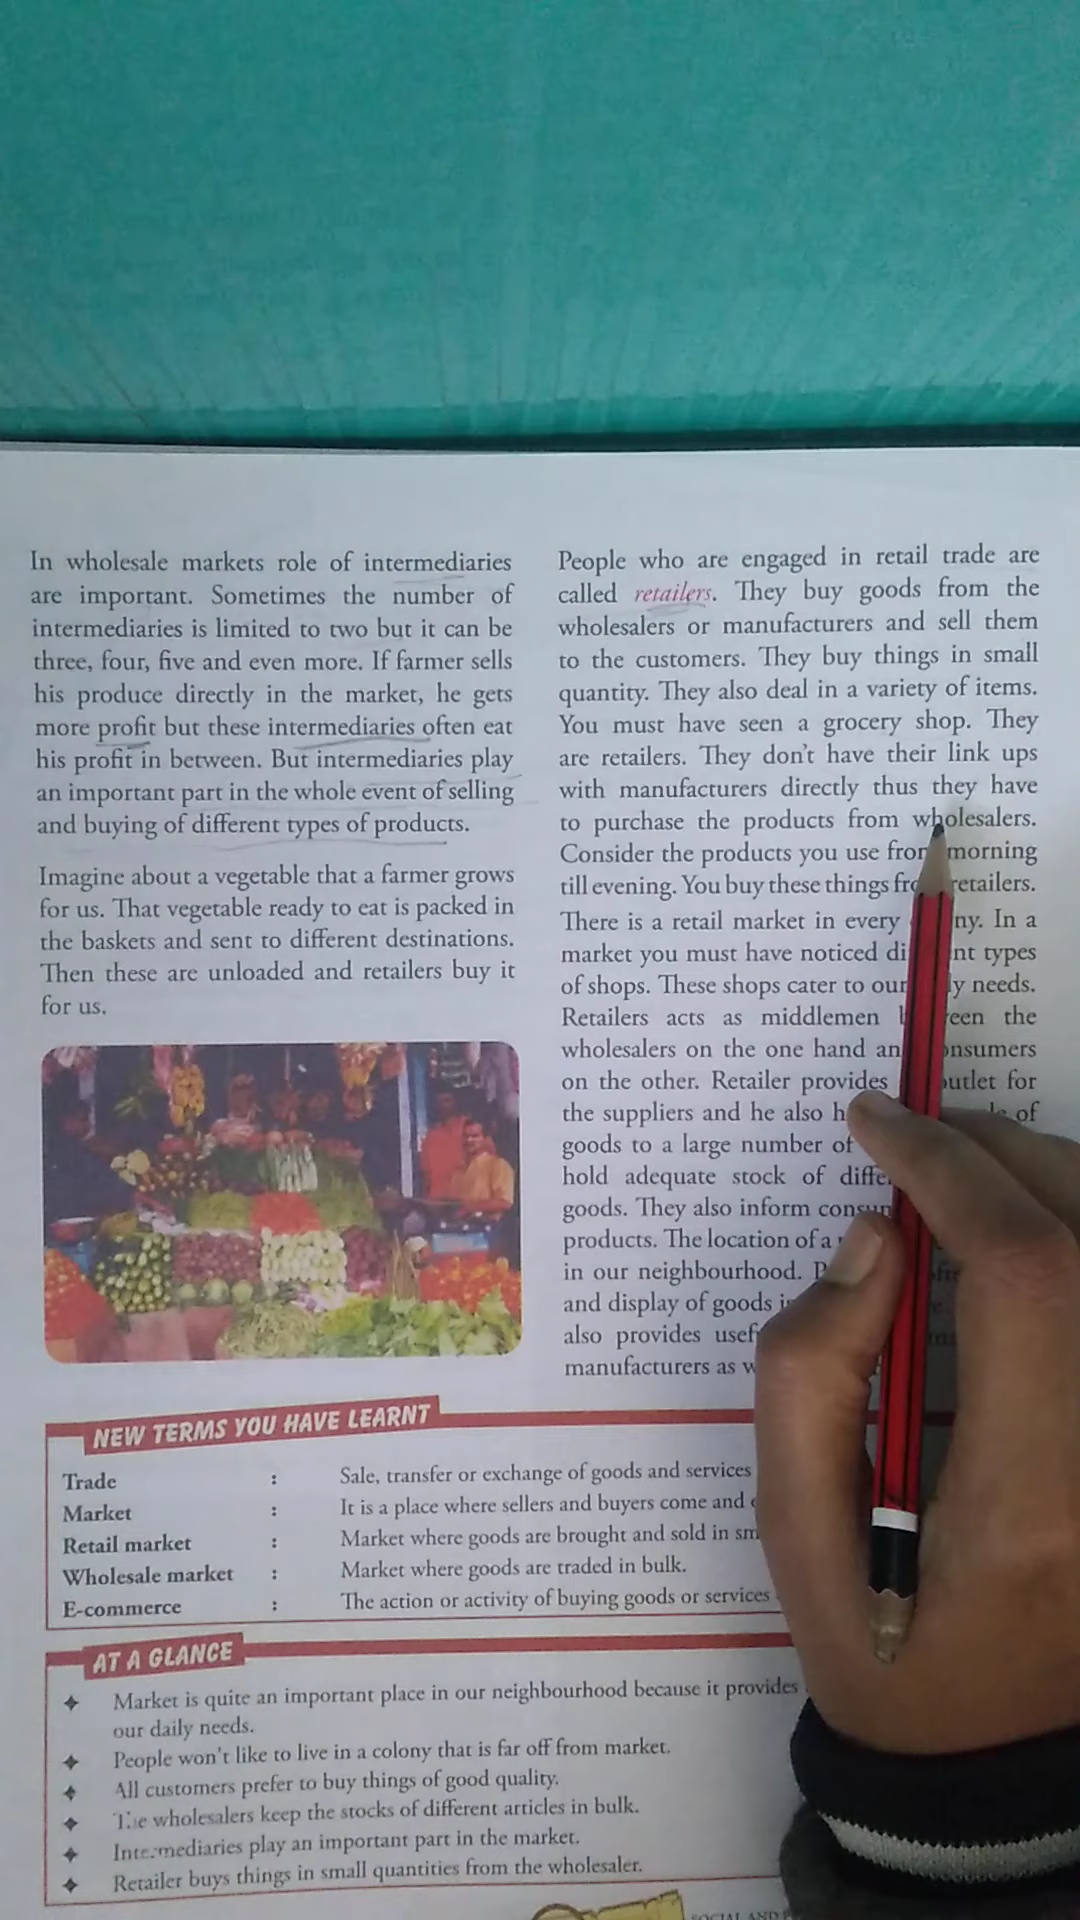 In wholesale markets role of intermediaries
are important. Sometimes the number of
intermediaries is limited to two but it can be
three, four, five and even more. If farmer sells
his produce directly in the market, he gets
more profit but these intermediaries often eat
his profit in between. But intermediaries play
an important part in the whole event of selling
and buying of different types of products.
Imagine about a vegetable that a farmer grows
for us. That vegetable ready to eat is packed in
the baskets and sent to different destinations.
Then these are unloaded and retailers buy it
for us.
People who are engaged in retail trade are
called retailers. They buy goods from the
wholesalers or manufacturers and sell them
to the customers. They buy things in small
quantity. They also deal in a variety of items.
You must have seen a grocery shop. They
are retailers. They don't have their link ups
with manufacturers directly thus they have
to purchase the products from wholesalers.
Consider the products you use from morning
till evening. You buy these things retailers.
There is a retail market in every In a
market you must have noticed types
of shops. These shops cater to our needs.
Retailers acts as middlemen the
wholesalers on the one hand
on the other. Retailer provides outlet for
the suppliers and he also of
goods to a large number of
hold adequate stock of
goods. They also inform
products. The location of a
in our neighbourhood.
and display of goods
also provides
manufacturers as
NEW TERMS YOU HAVE LEARNT
Trade : Sale, transfer or exchange of goods and services
Market : It is a place where sellers and buyers come and
Retail market : Market where goods are brought and sold in
Wholesale market : Market where goods are traded in bulk.
E-commerce : The action or activity of buying goods or services
AT A GLANCE
Market is quite an important place in our neighbourhood because it provides
our daily needs.
People won't like to live in a colony that is far off from market.
All customers prefer to buy things of good quality.
The wholesalers keep the stocks of different articles in bulk.
Intermediaries play an important part in the market.
Retailer buys things in small quantities from the wholesaler.
SOCIAL AND